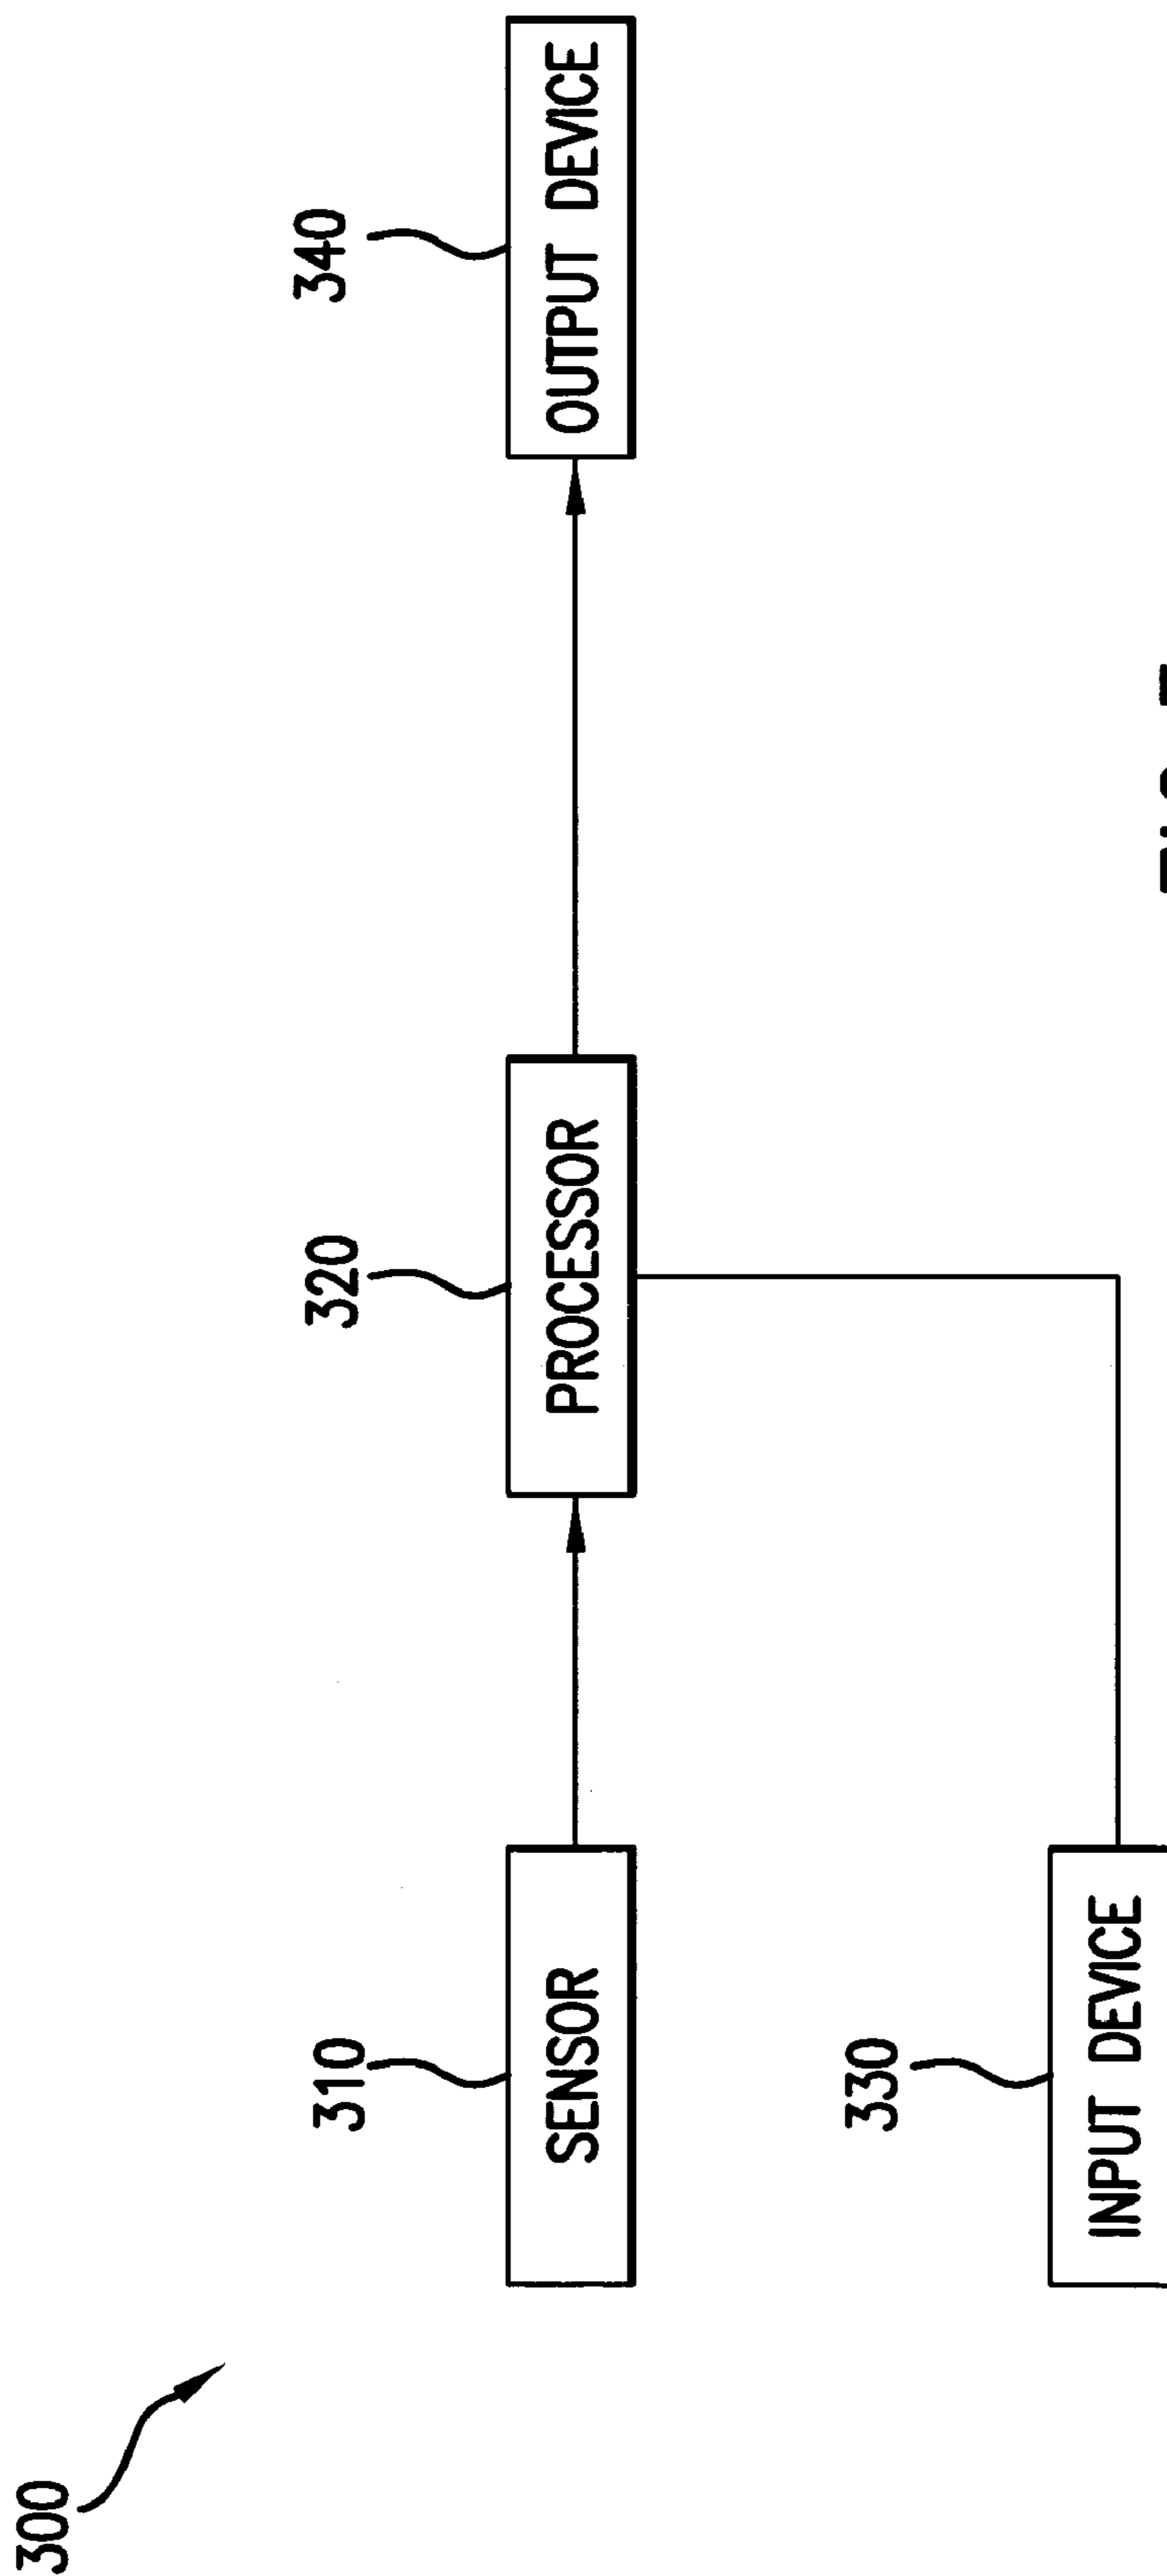 300
310
SENSOR
320
PROCESSOR
340
OUTPUT DEVICE
330
INPUT DEVICE